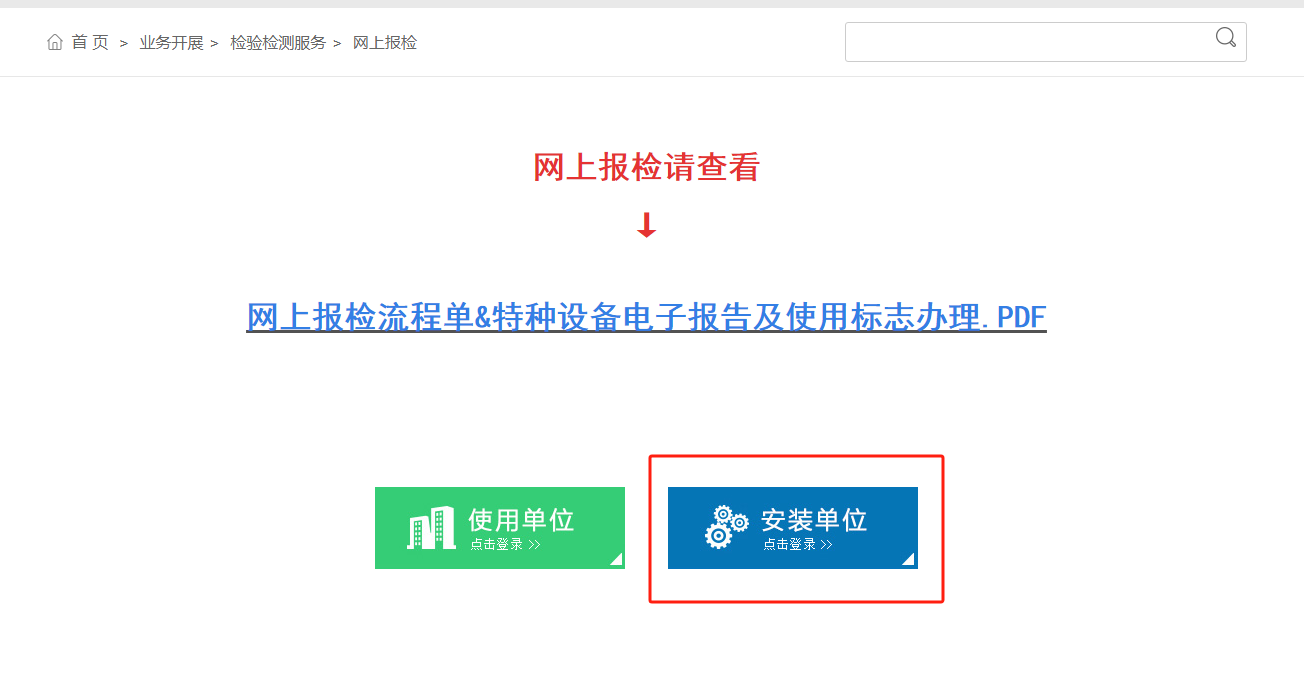 首 页 > 业务开展 > 检验检测服务 > 网上报检
网上报检请查看
网上报检流程单&特种设备电子报告及使用标志办理.PDF
使用单位
点击登录 >>
安装单位
点击登录 >>